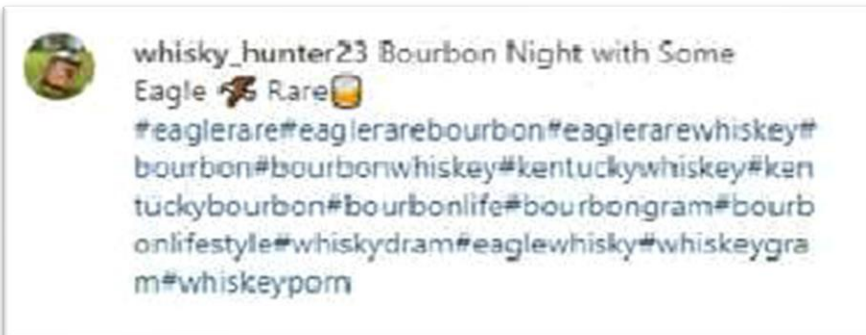 whisky_hunter23 Bourbon Night with Some
Eagle 🦅 Rare🥃
#eaglerare#eaglerarebourbon#eaglerarewhiskey#
bourbon#bourbonwhiskey#kentuckywhiskey#ken
tuckybourbon#bourbonlife#bourbongram#bourb
onlifestyle#whiskydram#eaglewhisky#whiskeygra
m#whiskeyporn